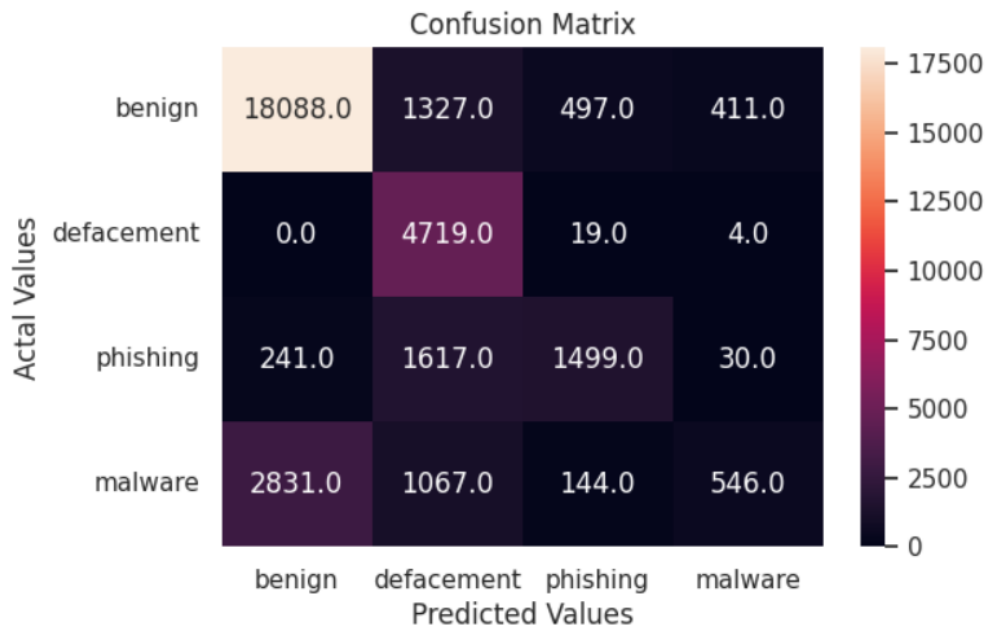 Confusion Matrix
benign 18088.0 1327.0 497.0 411.0
defacement 0.0 4719.0 19.0 4.0
phishing 241.0 1617.0 1499.0 30.0
malware 2831.0 1067.0 144.0 546.0
benign defacement phishing malware
Predicted Values
Actal Values
17500
15000
12500
10000
7500
5000
2500
0